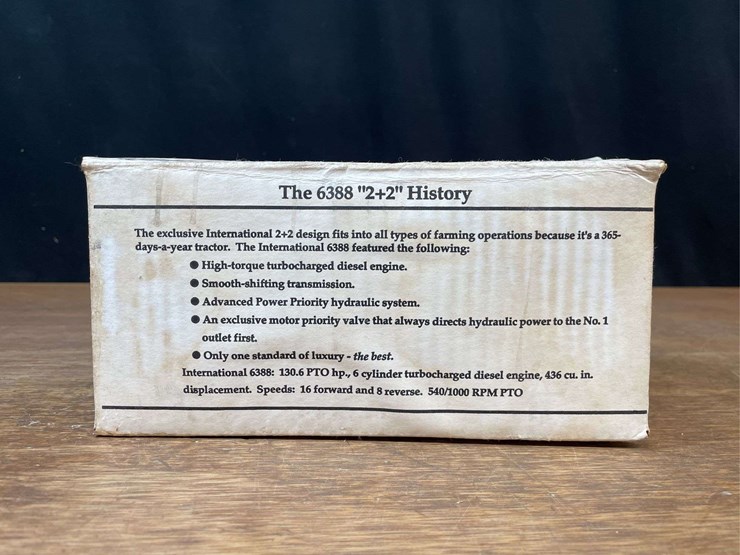 The 6388 "2+2" History
The exclusive International 2+2 design fits into all types of farming operations because it's a 365-
days-a-year tractor. The International 6388 featured the following:
● High-torque turbocharged diesel engine.
● Smooth-shifting transmission.
● Advanced Power Priority hydraulic system.
● An exclusive motor priority valve that always directs hydraulic power to the No. 1
outlet first.
● Only one standard of luxury - the best.
International 6388: 130.6 PTO hp., 6 cylinder turbocharged diesel engine, 436 cu. in.
displacement. Speeds: 16 forward and 8 reverse. 540/1000 RPM PTO